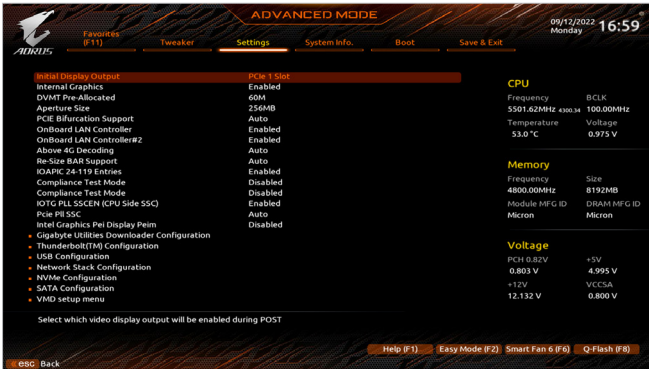 ADVANCED MODE
09/12/2022 16:59
Monday
AORUS
Favorites
(F11)
Tweaker
Settings
System Info.
Boot
Save & Exit
Initial Display Output PCIe 1 Slot
Internal Graphics Enabled
DVMT Pre-Allocated 60M
Aperture Size 256MB
PCIE Bifurcation Support Auto
OnBoard LAN Controller Enabled
OnBoard LAN Controller#2 Enabled
Above 4G Decoding Auto
Re-Size BAR Support Auto
IOAPIC 24-119 Entries Enabled
Compliance Test Mode Disabled
Compliance Test Mode Disabled
IOTG PLL SSCEN (CPU Side SSC) Enabled
Pcie Pll SSC Auto
Intel Graphics Pei Display Peim Disabled
Gigabyte Utilities Downloader Configuration
Thunderbolt(TM) Configuration
USB Configuration
Network Stack Configuration
NVMe Configuration
SATA Configuration
VMD setup menu
Select which video display output will be enabled during POST
CPU
Frequency BCLK
5501.62MHz 4300.34 100.00MHz
Temperature Voltage
53.0 °C 0.975 V
Memory
Frequency Size
4800.00MHz 8192MB
Module MFG ID DRAM MFG ID
Micron Micron
Voltage
PCH 0.82V +5V
0.803 V 4.995 V
+12V VCCSA
12.132 V 0.800 V
Help (F1) Easy Mode (F2) Smart Fan 6 (F6) Q-Flash (F8)
esc Back